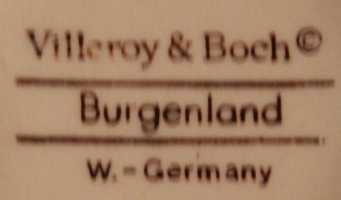 Villeroy & Boch©
Burgenland
W.-Germany